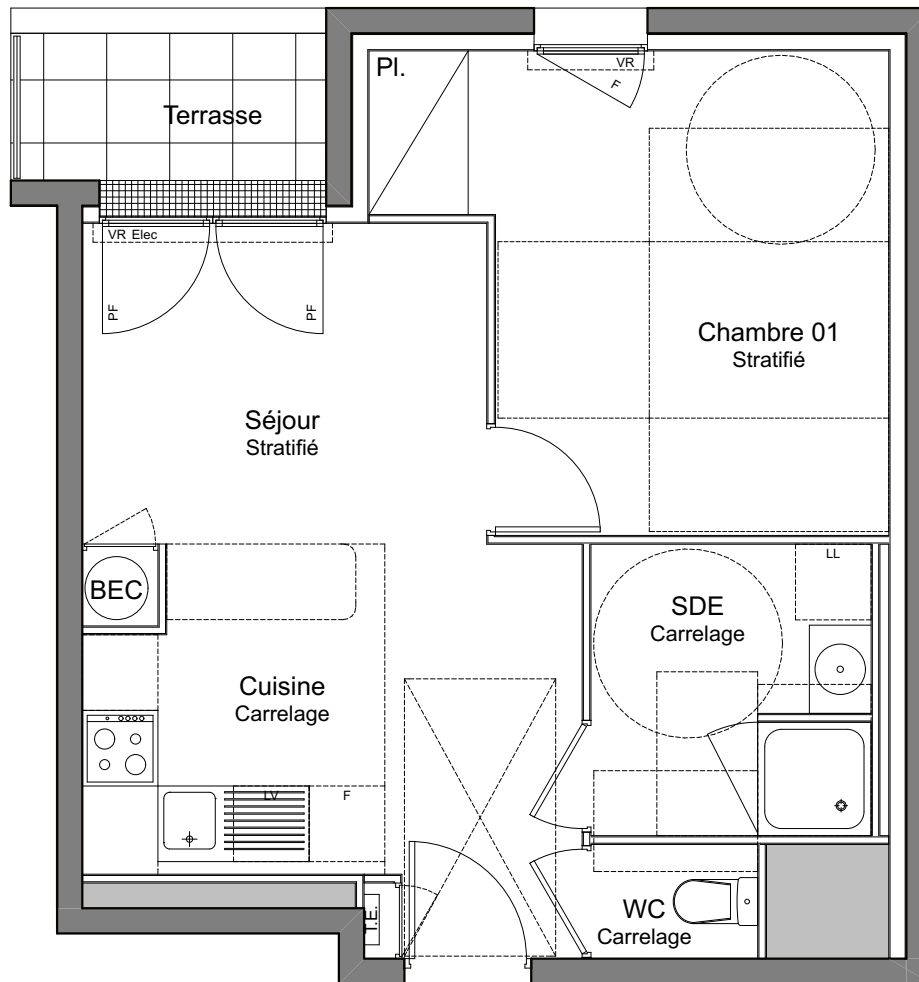 Pl.
VR
F
Terrasse
VR Elec
PF
PF
Chambre 01
Stratifié
Séjour
Stratifié
BEC
LL
SDE
Carrelage
Cuisine
Carrelage
LV
F
T.E.
WC
Carrelage